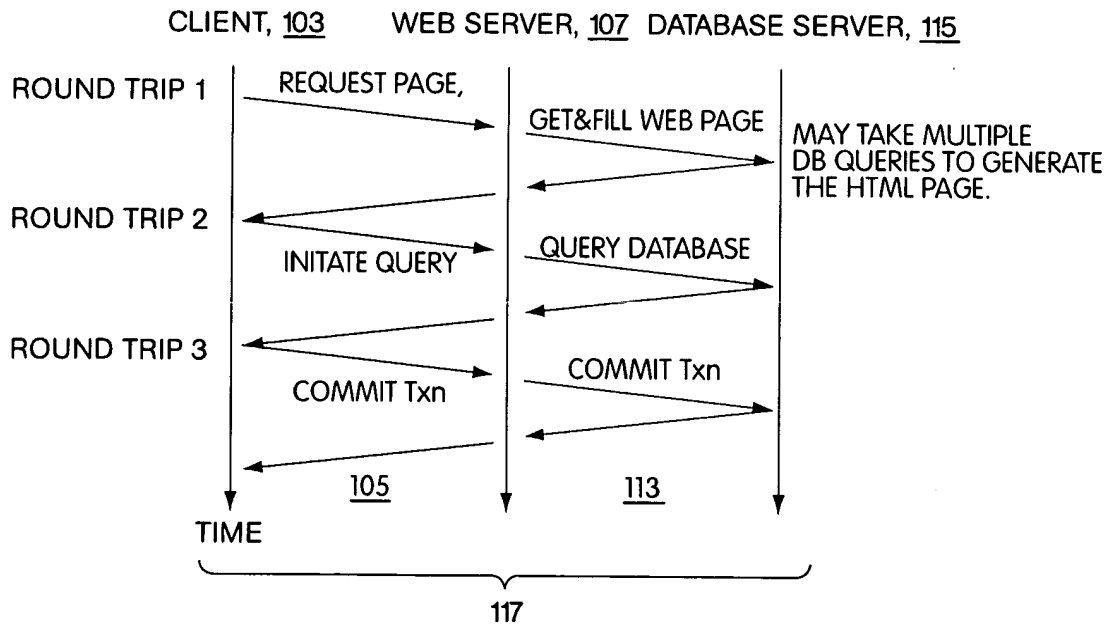 CLIENT, 103 WEB SERVER, 107 DATABASE SERVER, 115
ROUND TRIP 1
REQUEST PAGE,
GET&FILL WEB PAGE
MAY TAKE MULTIPLE
DB QUERIES TO GENERATE
THE HTML PAGE.
ROUND TRIP 2
INITATE QUERY
QUERY DATABASE
ROUND TRIP 3
COMMIT Txn
COMMIT Txn
105
113
TIME
117